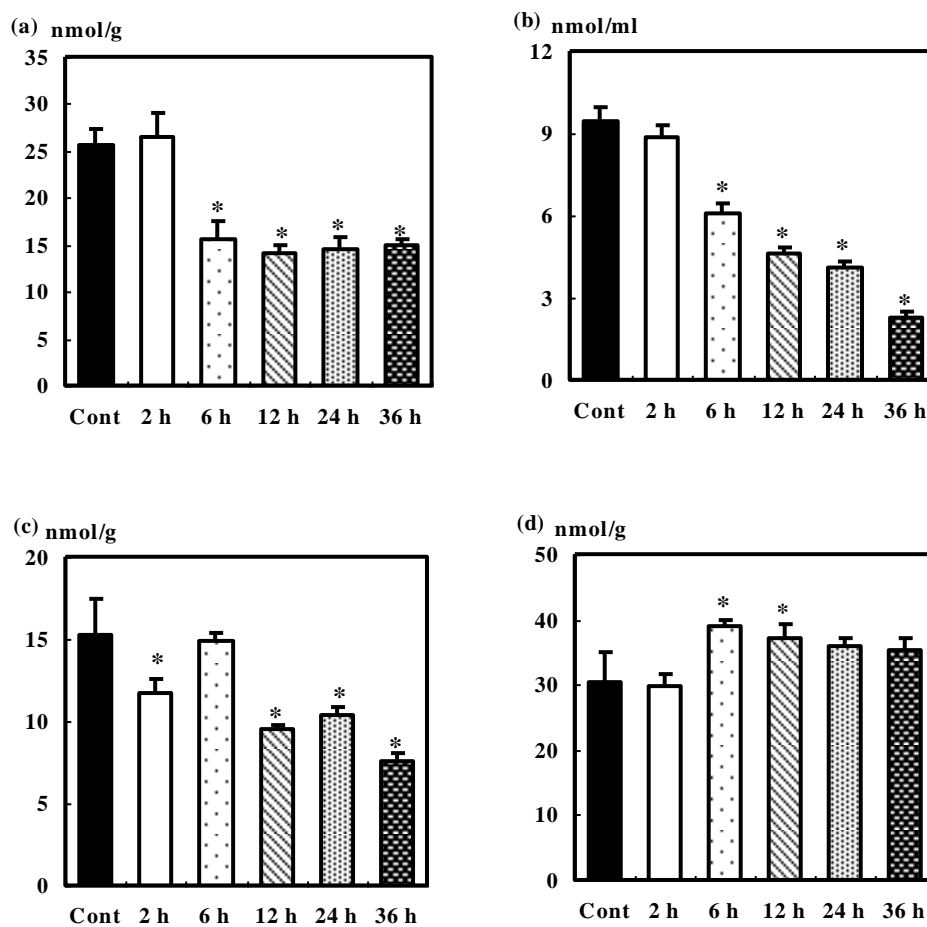 (a) nmol/g
35
30
25
20
15
10
5
0
* * * *
Cont 2 h 6 h 12 h 24 h 36 h
(b) nmol/ml
12
9
6
3
0
* * * *
Cont 2 h 6 h 12 h 24 h 36 h
(c) nmol/g
20
15
10
5
0
* * * *
Cont 2 h 6 h 12 h 24 h 36 h
(d) nmol/g
50
40
30
20
10
0
* *
Cont 2 h 6 h 12 h 24 h 36 h